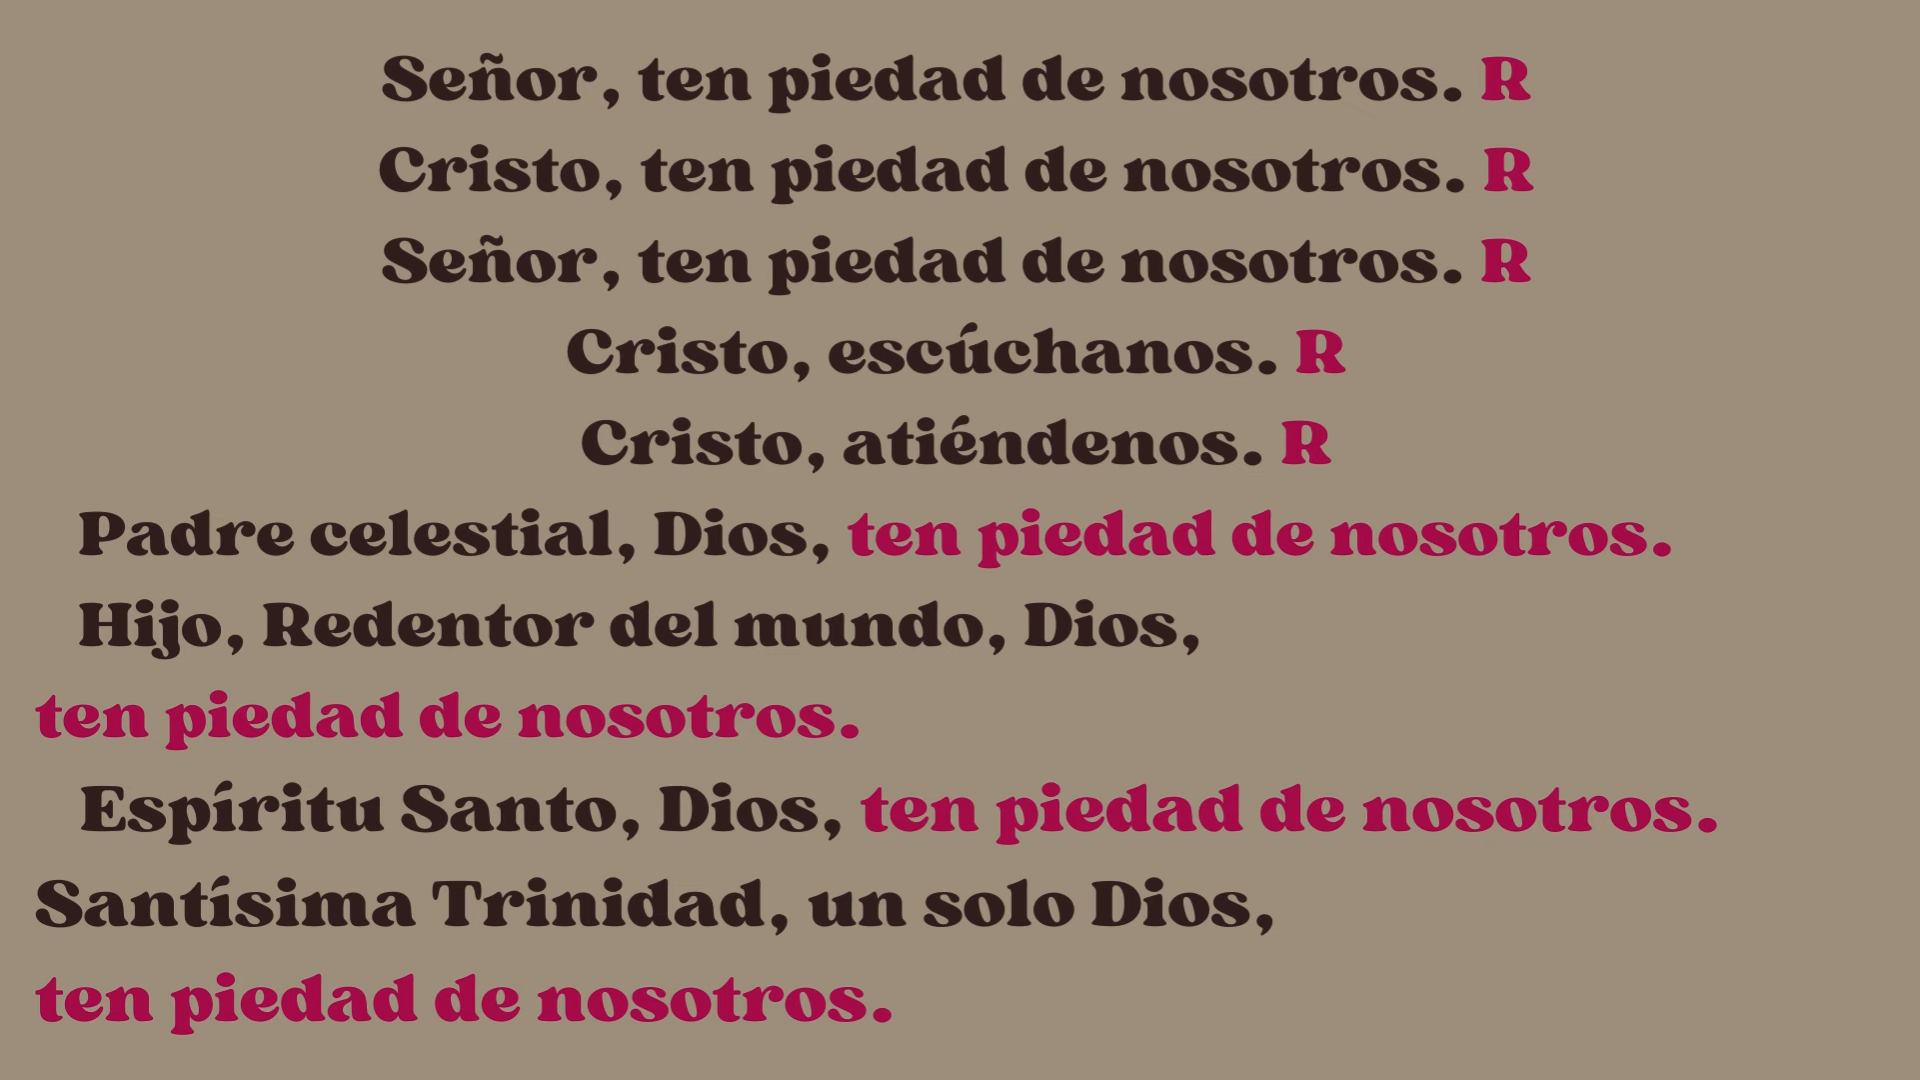 Señor, ten piedad de nosotros. R
Cristo, ten piedad de nosotros. R
Señor, ten piedad de nosotros. R
Cristo, escúchanos. R
Cristo, atiéndenos. R
Padre celestial, Dios, ten piedad de nosotros.
Hijo, Redentor del mundo, Dios,
ten piedad de nosotros.
Espíritu Santo, Dios, ten piedad de nosotros.
Santísima Trinidad, un solo Dios,
ten piedad de nosotros.